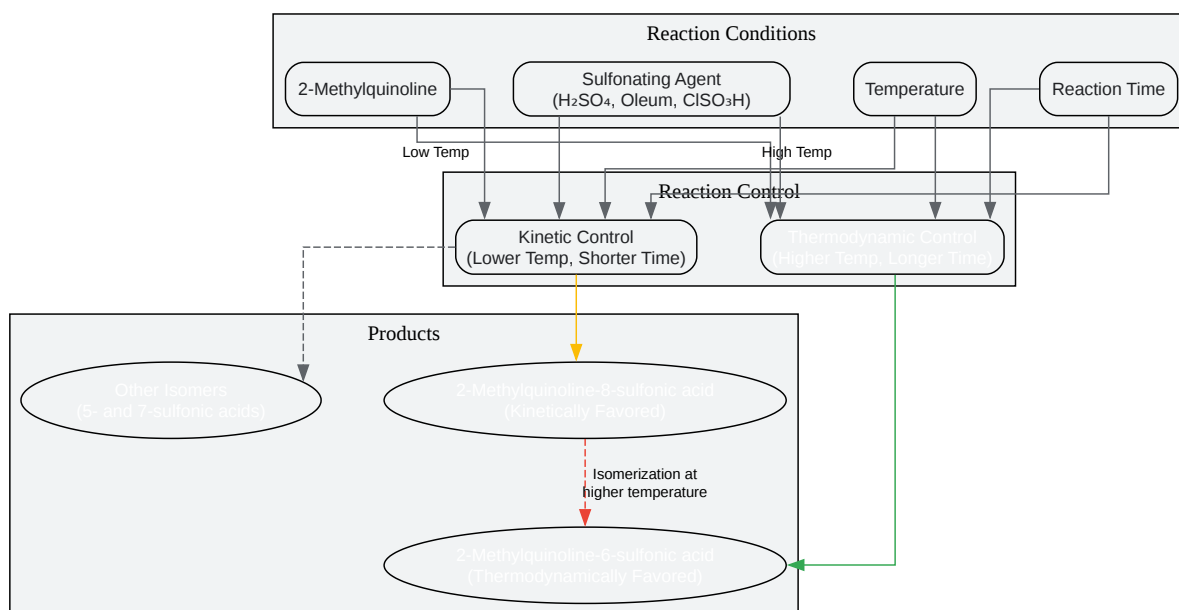 Reaction Conditions
2-Methylquinoline
Sulfonating Agent
(H₂SO₄, Oleum, ClSO₃H)
Temperature
Reaction Time
Low Temp
High Temp
Reaction Control
Kinetic Control
(Lower Temp, Shorter Time)
Thermodynamic Control
(Higher Temp, Longer Time)
Products
Other Isomers
(5- and 7-sulfonic acids)
2-Methylquinoline-8-sulfonic acid
(Kinetically Favored)
Isomerization at
higher temperature
2-Methylquinoline-6-sulfonic acid
(Thermodynamically Favored)